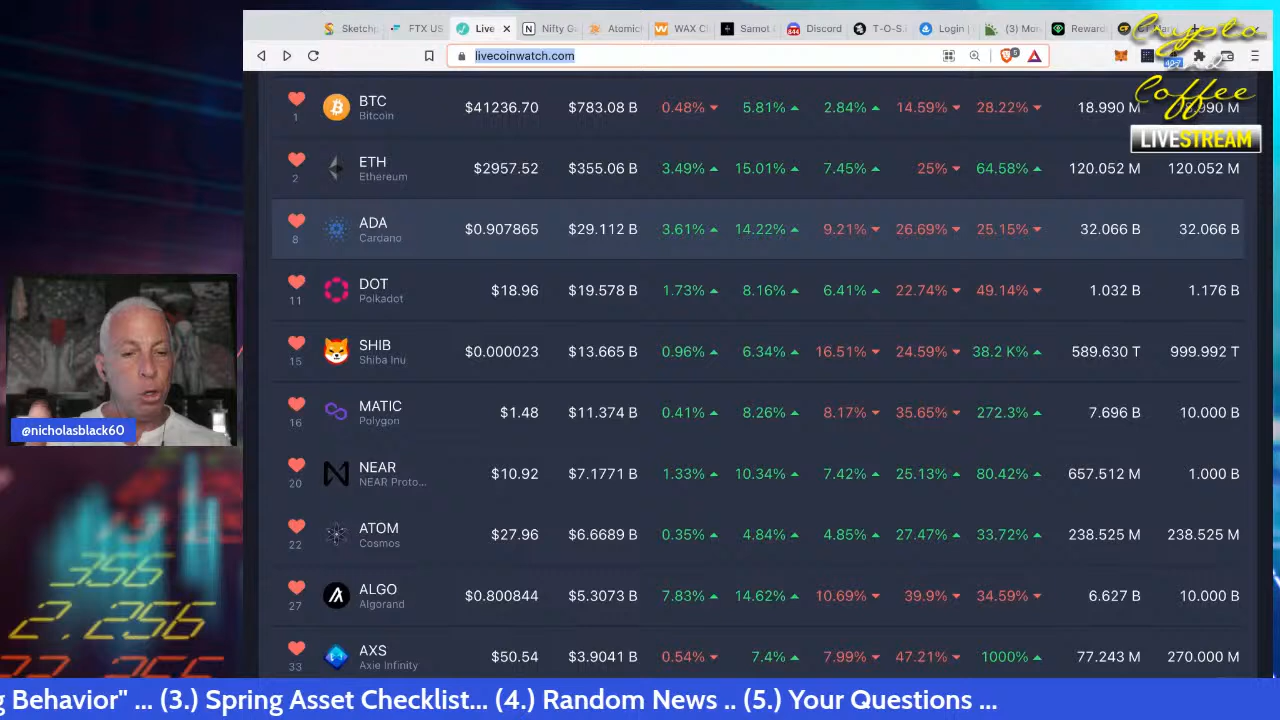 Sketchp
FTX US
Live
Nifty G
Atomic
WAX Cl
Samot
Discord
T-O-S.
Login
(3) Mor
Reward
Crypto
and
Coffee
LIVESTREAM
livecoinwatch.com
5
1
BTC
Bitcoin
$41236.70
$783.08 B
0.48%
5.81%
2.84%
14.59%
28.22%
18.990 M
2
ETH
Ethereum
$2957.52
$355.06 B
3.49%
15.01%
7.45%
25%
64.58%
120.052 M
120.052 M
8
ADA
Cardano
$0.907865
$29.112 B
3.61%
14.22%
9.21%
26.69%
25.15%
32.066 B
32.066 B
11
DOT
Polkadot
$18.96
$19.578 B
1.73%
8.16%
6.41%
22.74%
49.14%
1.032 B
1.176 B
15
SHIB
Shiba Inu
$0.000023
$13.665 B
0.96%
6.34%
16.51%
24.59%
38.2 K%
589.630 T
999.992 T
16
MATIC
Polygon
$1.48
$11.374 B
0.41%
8.26%
8.17%
35.65%
272.3%
7.696 B
10.000 B
20
NEAR
NEAR Proto...
$10.92
$7.1771 B
1.33%
10.34%
7.42%
25.13%
80.42%
657.512 M
1.000 B
22
ATOM
Cosmos
$27.96
$6.6689 B
0.35%
4.84%
4.85%
27.47%
33.72%
238.525 M
238.525 M
27
ALGO
Algorand
$0.800844
$5.3073 B
7.83%
14.62%
10.69%
39.9%
34.59%
6.627 B
10.000 B
33
AXS
Axie Infinity
$50.54
$3.9041 B
0.54%
7.4%
7.99%
47.21%
1000%
77.243 M
270.000 M
@nicholasblack60
356
2.256
g Behavior" ... (3.) Spring Asset Checklist... (4.) Random News .. (5.) Your Questions ...